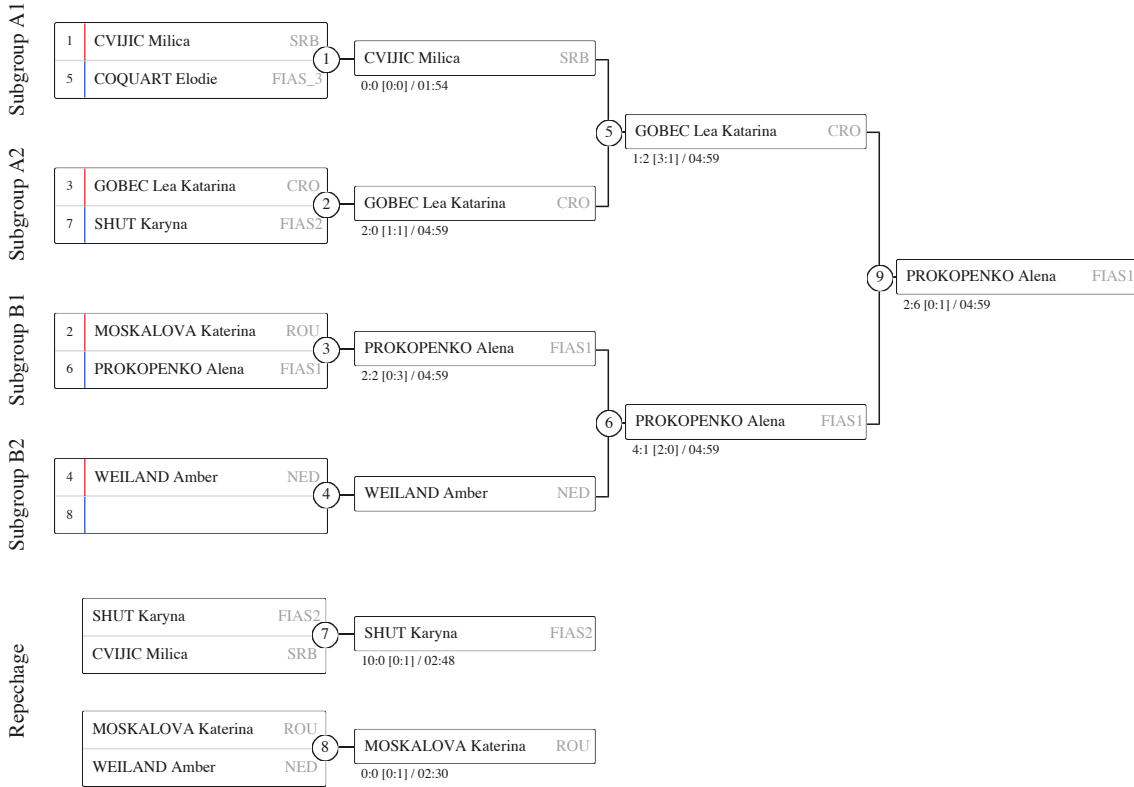 Subgroup A1
1 CVIJIC Milica SRB
5 COQUART Elodie FIAS_3
1
CVIJIC Milica SRB
0:0 [0:0] / 01:54
5
GOBEC Lea Katarina CRO
1:2 [3:1] / 04:59
Subgroup A2
3 GOBEC Lea Katarina CRO
7 SHUT Karyna FIAS2
2
GOBEC Lea Katarina CRO
2:0 [1:1] / 04:59
9
PROKOPENKO Alena FIAS1
2:6 [0:1] / 04:59
Subgroup B1
2 MOSKALOVA Katerina ROU
6 PROKOPENKO Alena FIAS1
3
PROKOPENKO Alena FIAS1
2:2 [0:3] / 04:59
6
PROKOPENKO Alena FIAS1
4:1 [2:0] / 04:59
Subgroup B2
4 WEILAND Amber NED
8
4
WEILAND Amber NED
Repechage
SHUT Karyna FIAS2
CVIJIC Milica SRB
7
SHUT Karyna FIAS2
10:0 [0:1] / 02:48
MOSKALOVA Katerina ROU
WEILAND Amber NED
8
MOSKALOVA Katerina ROU
0:0 [0:1] / 02:30